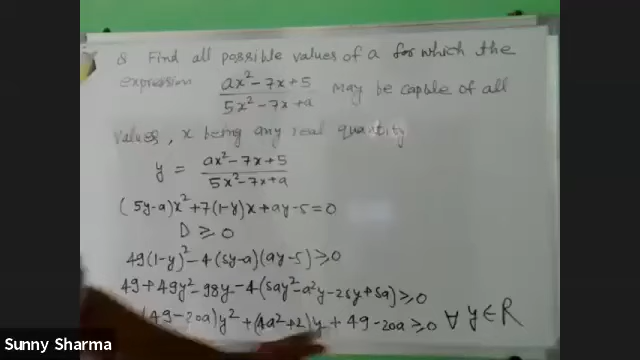 Q Find all possible values of a for which the
expression (ax²-7x+5)/(5x²-7x+a) may be capable of all
values, x being any real quantity
y = (ax²-7x+5)/(5x²-7x+a)
(5y-a)x²+7(1-y)x+ay-5=0
D ≥ 0
49(1-y)²-4(5y-a)(ay-5)≥0
49+49y²-98y-4(5ay²-a²y-25y+5a)≥0
(49-20a)y²+(4a²+2)y+49-20a≥0 ∀ y∈R
Sunny Sharma